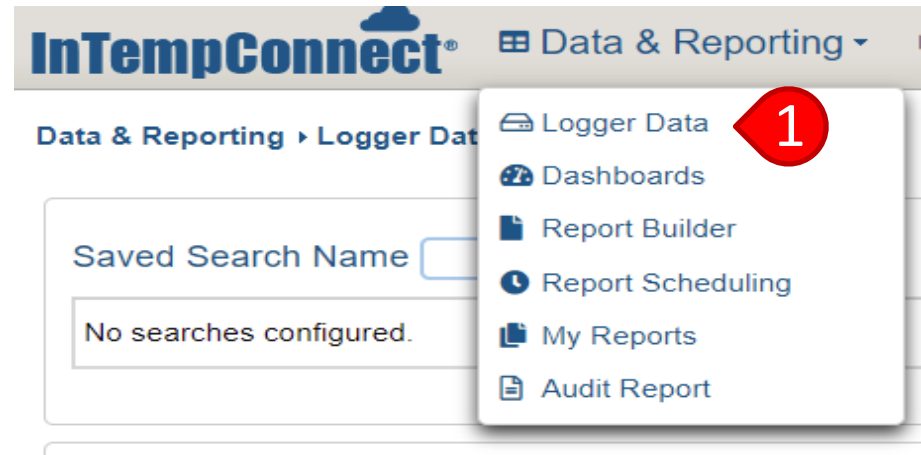 InTempConnect®
Data & Reporting
Data & Reporting › Logger Dat
Logger Data
1
Dashboards
Saved Search Name
Report Builder
Report Scheduling
No searches configured.
My Reports
Audit Report